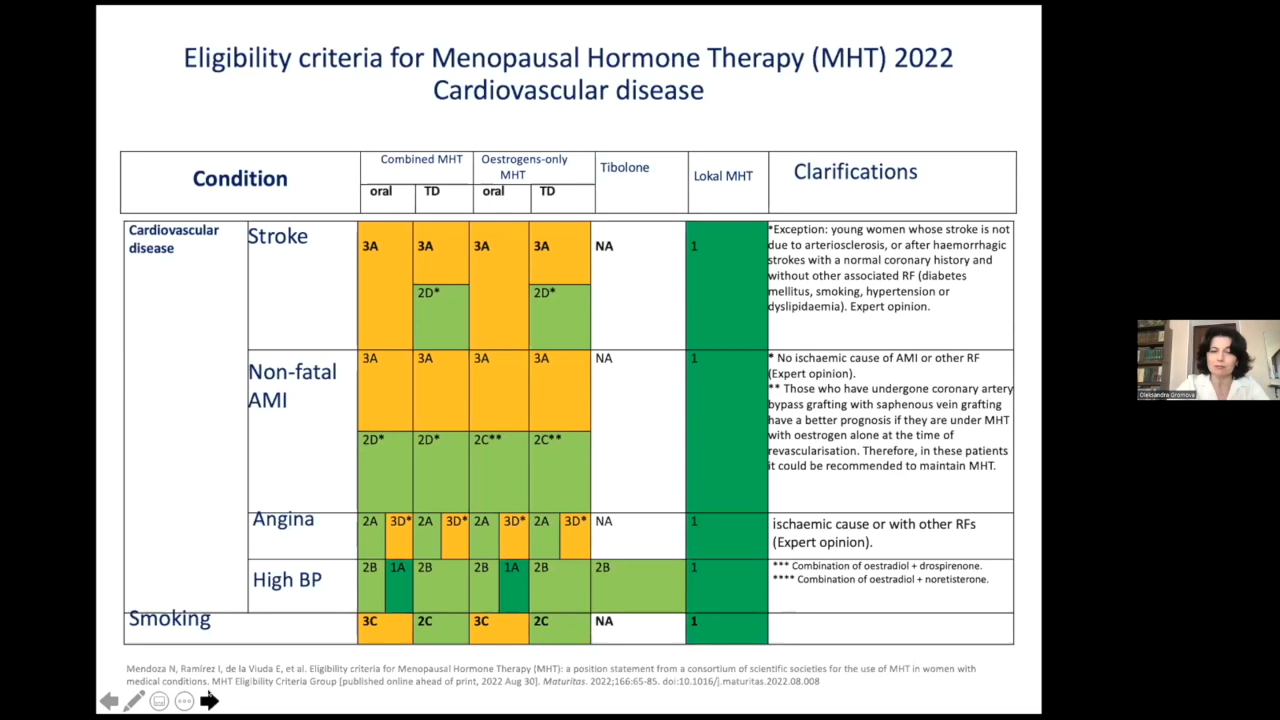 Eligibility criteria for Menopausal Hormone Therapy (MHT) 2022
Cardiovascular disease
Condition
Combined MHT
Oestrogens-only
MHT
Tibolone
Lokal MHT
Clarifications
oral
TD
oral
TD
Cardiovascular
disease
Stroke
3A
3A
3A
3A
NA
1
2D*
2D*
*Exception: young women whose stroke is not
due to arteriosclerosis, or after haemorrhagic
strokes with a normal coronary history and
without other associated RF (diabetes
mellitus, smoking, hypertension or
dyslipidaemia). Expert opinion.
Non-fatal
AMI
3A
3A
3A
3A
NA
1
2D*
2D*
2C**
2C**
* No ischaemic cause of AMI or other RF
(Expert opinion).
** Those who have undergone coronary artery
bypass grafting with saphenous vein grafting
have a better prognosis if they are under MHT
with oestrogen alone at the time of
revascularisation. Therefore, in these patients
it could be recommended to maintain MHT.
Angina
2A
3D*
2A
3D*
2A
3D*
2A
3D*
NA
1
ischaemic cause or with other RFs
(Expert opinion).
High BP
2B
1A
2B
2B
1A
2B
2B
1
*** Combination of oestradiol + drospirenone.
**** Combination of oestradiol + noretisterone.
Smoking
3C
2C
3C
2C
NA
1
Mendoza N, Ramírez I, de la Viuda E, et al. Eligibility criteria for Menopausal Hormone Therapy (MHT): a position statement from a consortium of scientific societies for the use of MHT in women with
medical conditions. MHT Eligibility Criteria Group [published online ahead of print, 2022 Aug 30]. Maturitas. 2022;166:65-85. doi:10.1016/j.maturitas.2022.08.008
Oleksandra Gromova